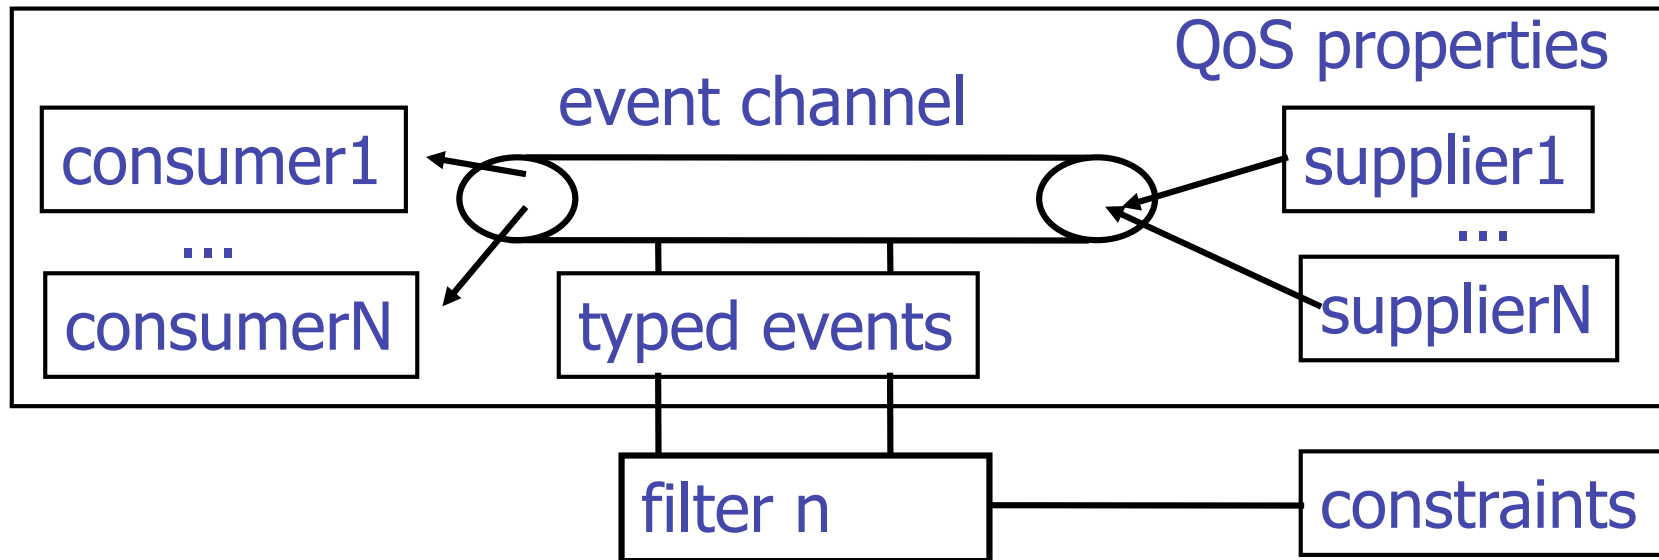 QoS properties
event channel
consumer1
supplier1
...
...
consumerN
typed events
supplierN
filter n
constraints